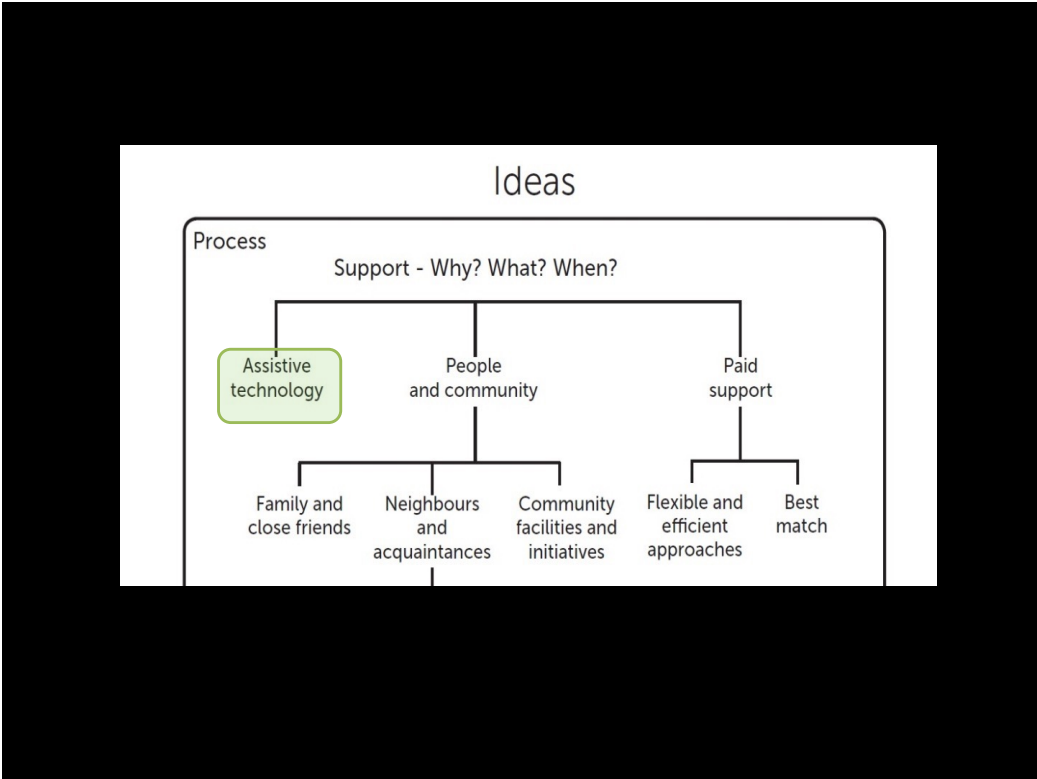 Ideas
Process
Support - Why? What? When?
Assistive
technology
People
and community
Paid
support
Family and
close friends
Neighbours
and
acquaintances
Community
facilities and
initiatives
Flexible and
efficient
approaches
Best
match